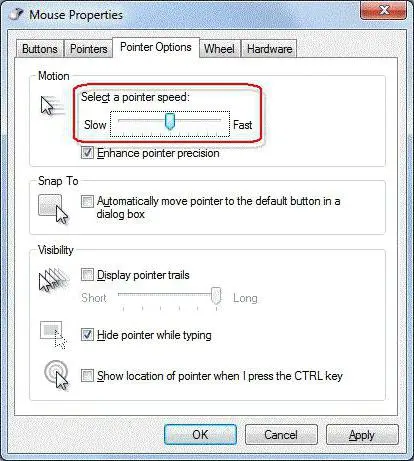 Mouse Properties
Buttons Pointers Pointer Options Wheel Hardware
Motion
Select a pointer speed:
Slow Fast
Enhance pointer precision
Snap To
Automatically move pointer to the default button in a
dialog box
Visibility
Display pointer trails
Short Long
Hide pointer while typing
Show location of pointer when I press the CTRL key
OK Cancel Apply